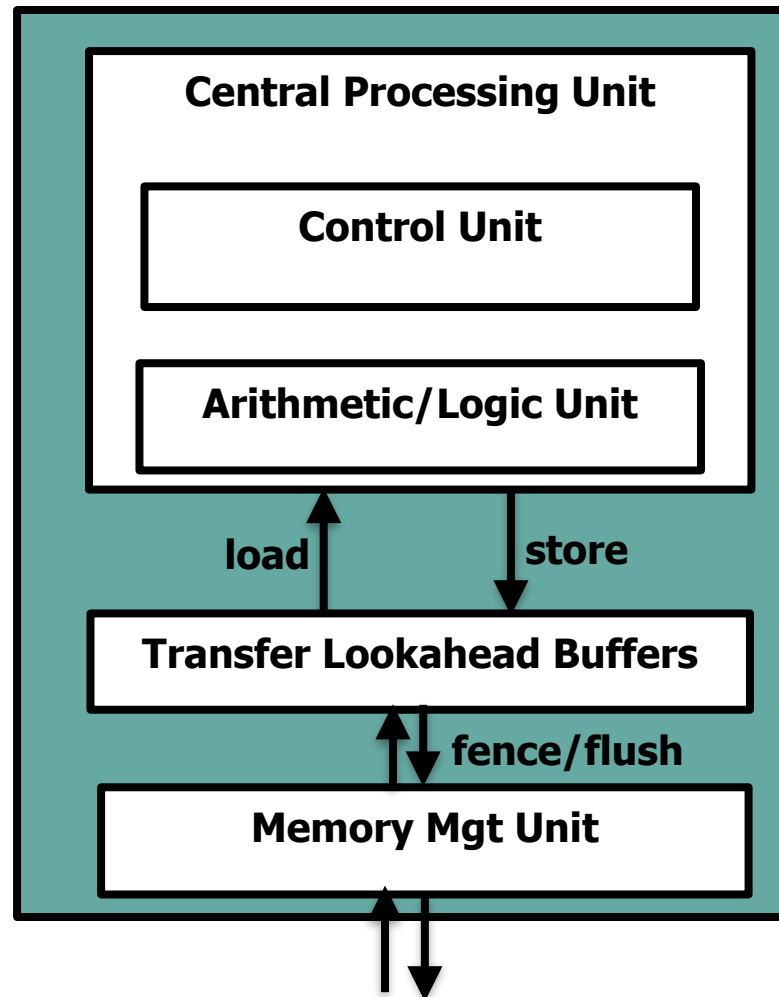 Central Processing Unit
Control Unit
Arithmetic/Logic Unit
load
store
Transfer Lookahead Buffers
fence/flush
Memory Mgt Unit